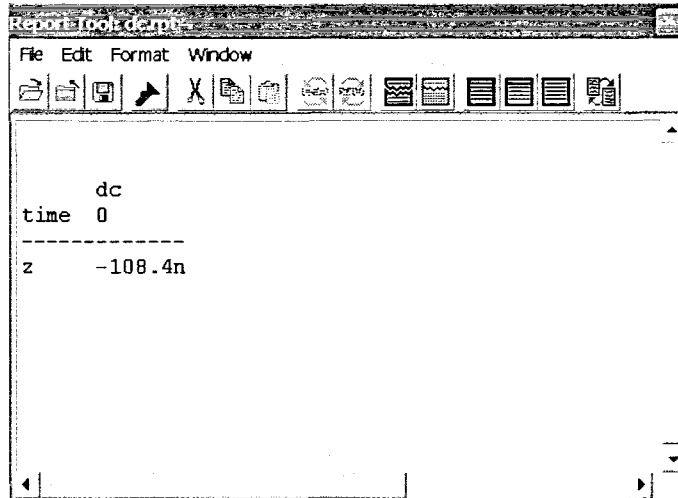 Report Tool: dc.rpt
File Edit Format Window
dc
time 0
-------------
z -108.4n